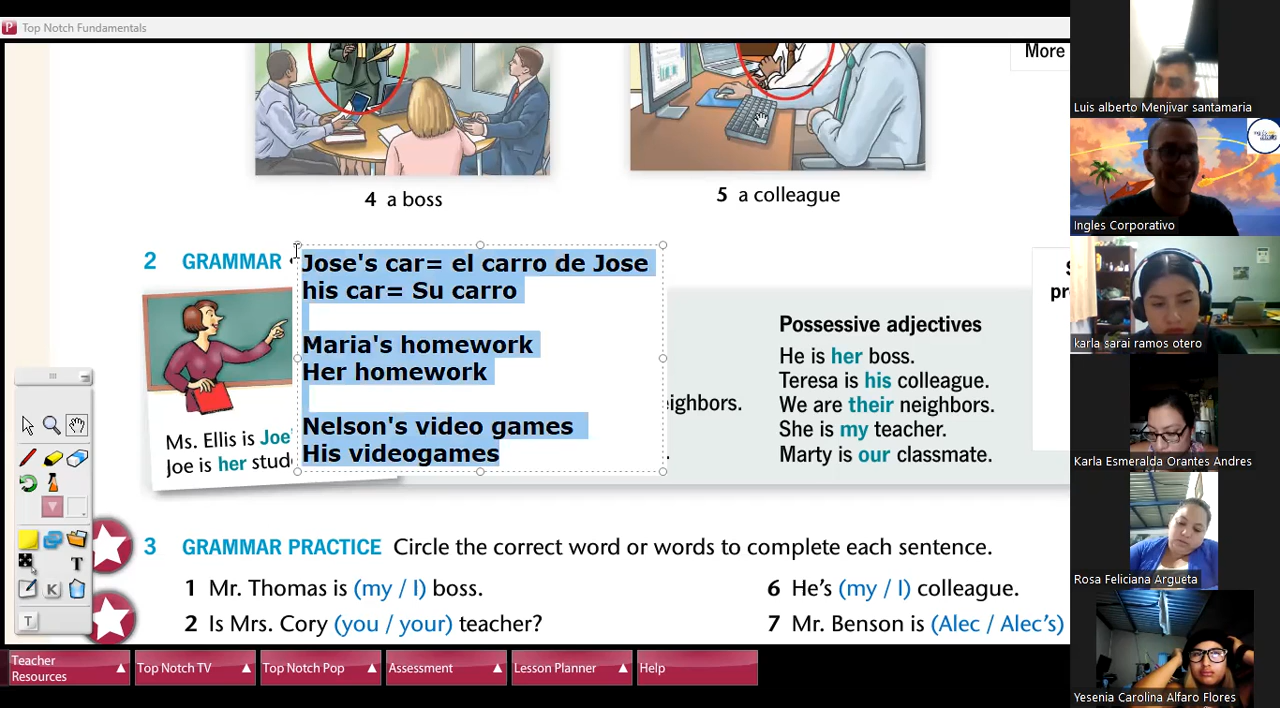 Top Notch Fundamentals
More
4 a boss
5 a colleague
2 GRAMMAR
Jose's car= el carro de Jose
his car= Su carro
Maria's homework
Her homework
Nelson's video games
His videogames
Ms. Ellis is Joe'
Joe is her stud
ighbors.
Possessive adjectives
He is her boss.
Teresa is his colleague.
We are their neighbors.
She is my teacher.
Marty is our classmate.
3 GRAMMAR PRACTICE Circle the correct word or words to complete each sentence.
1 Mr. Thomas is (my / I) boss.
2 Is Mrs. Cory (you / your) teacher?
6 He's (my / I) colleague.
7 Mr. Benson is (Alec / Alec's)
Teacher Resources
Top Notch TV
Top Notch Pop
Assessment
Lesson Planner
Help
Luis alberto Menjivar santamaria
Ingles Corporativo
karla sarai ramos otero
Karla Esmeralda Orantes Andres
Rosa Feliciana Argueta
Yesenia Carolina Alfaro Flores